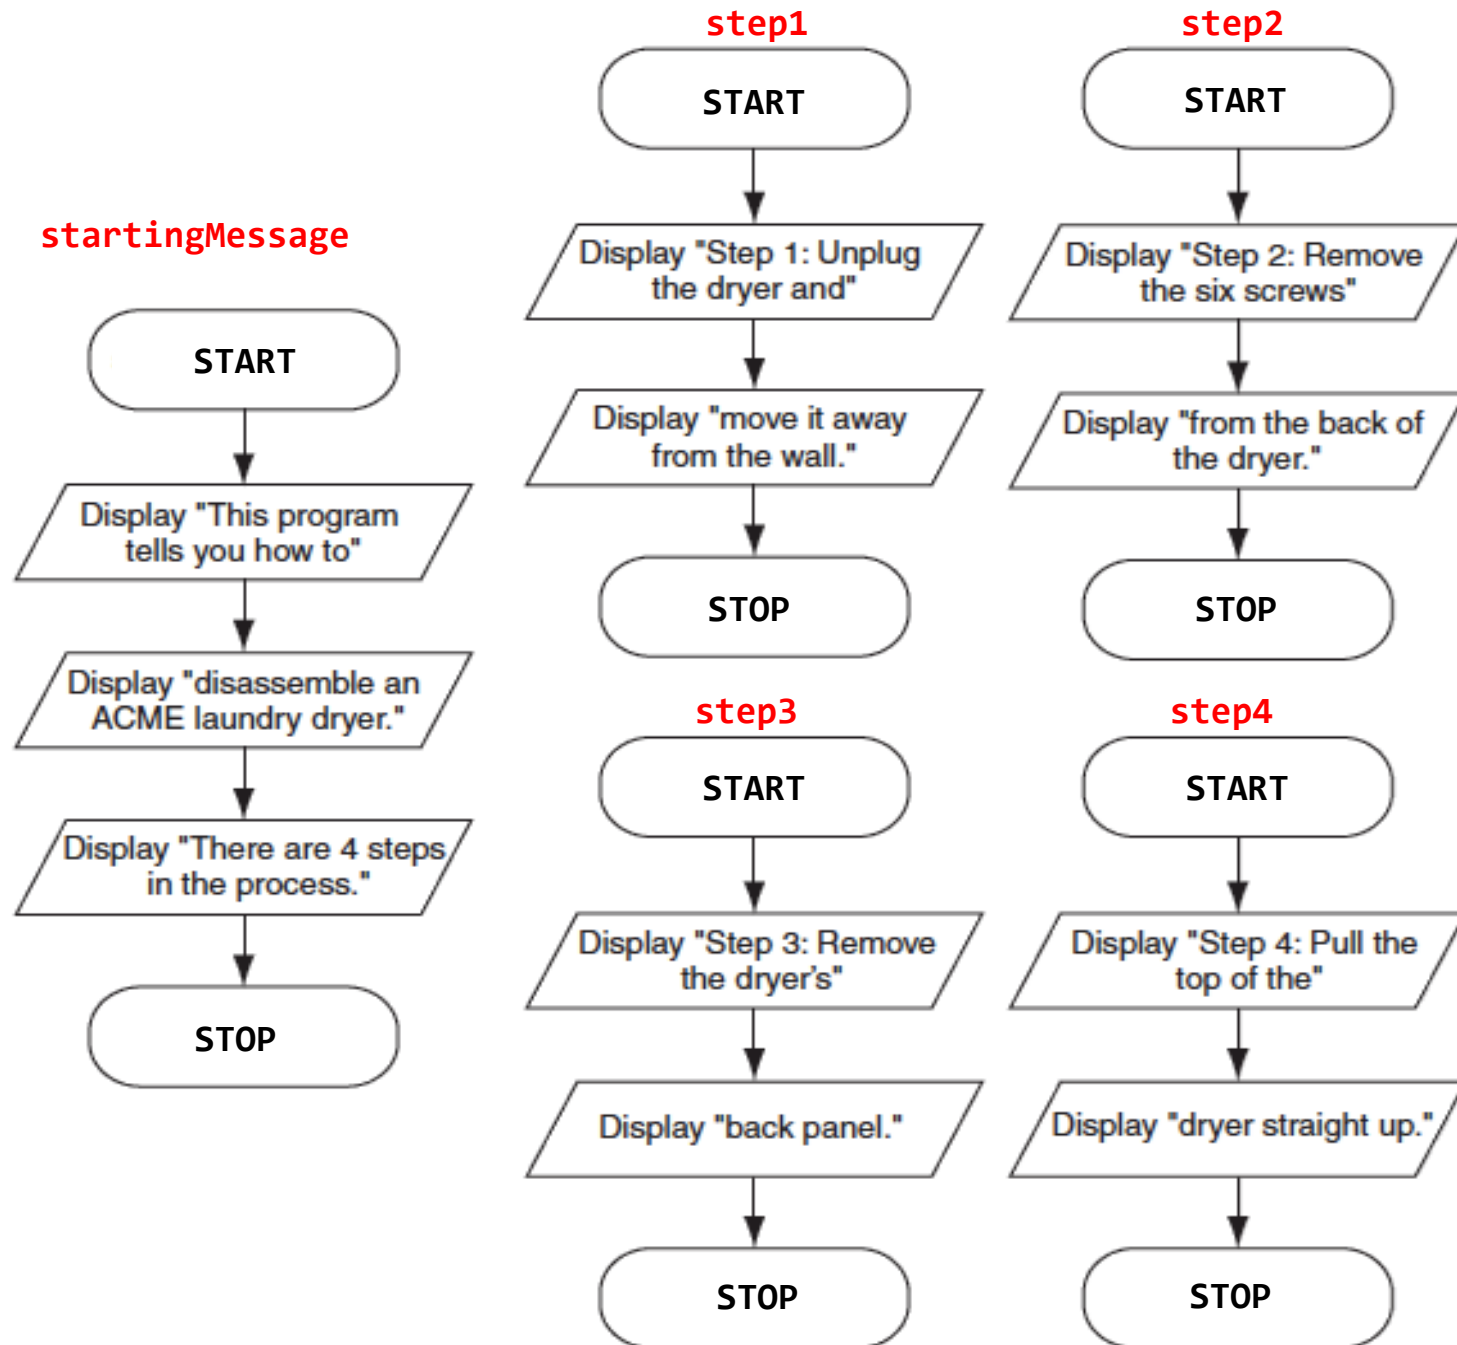 startingMessage
START
Display "This program
tells you how to"
Display "disassemble an
ACME laundry dryer."
Display "There are 4 steps
in the process."
STOP
step1
START
Display "Step 1: Unplug
the dryer and"
Display "move it away
from the wall."
STOP
step2
START
Display "Step 2: Remove
the six screws"
Display "from the back of
the dryer."
STOP
step3
START
Display "Step 3: Remove
the dryer's"
Display "back panel."
STOP
step4
START
Display "Step 4: Pull the
top of the"
Display "dryer straight up."
STOP